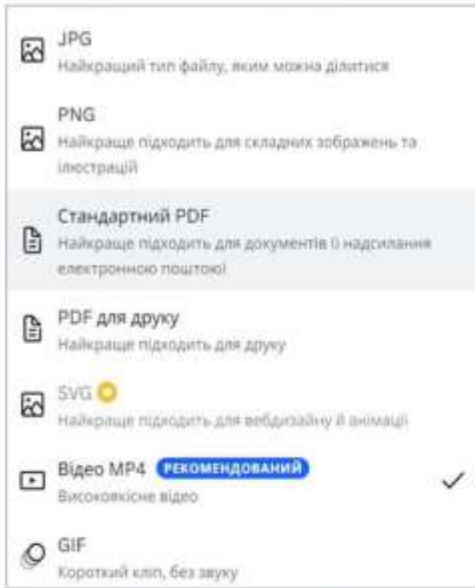 JPG
Найкращий тип файлу, яким можна ділитися
PNG
Найкраще підходить для складних зображень та
ілюстрацій
Стандартний PDF
Найкраще підходить для документів (і надсилання
електронною поштою)
PDF для друку
Найкраще підходить для друку
SVG
Найкраще підходить для вебдизайну й анімації
Відео MP4 РЕКОМЕНДОВАНИЙ
Високоякісне відео
GIF
Короткий кліп, без звуку